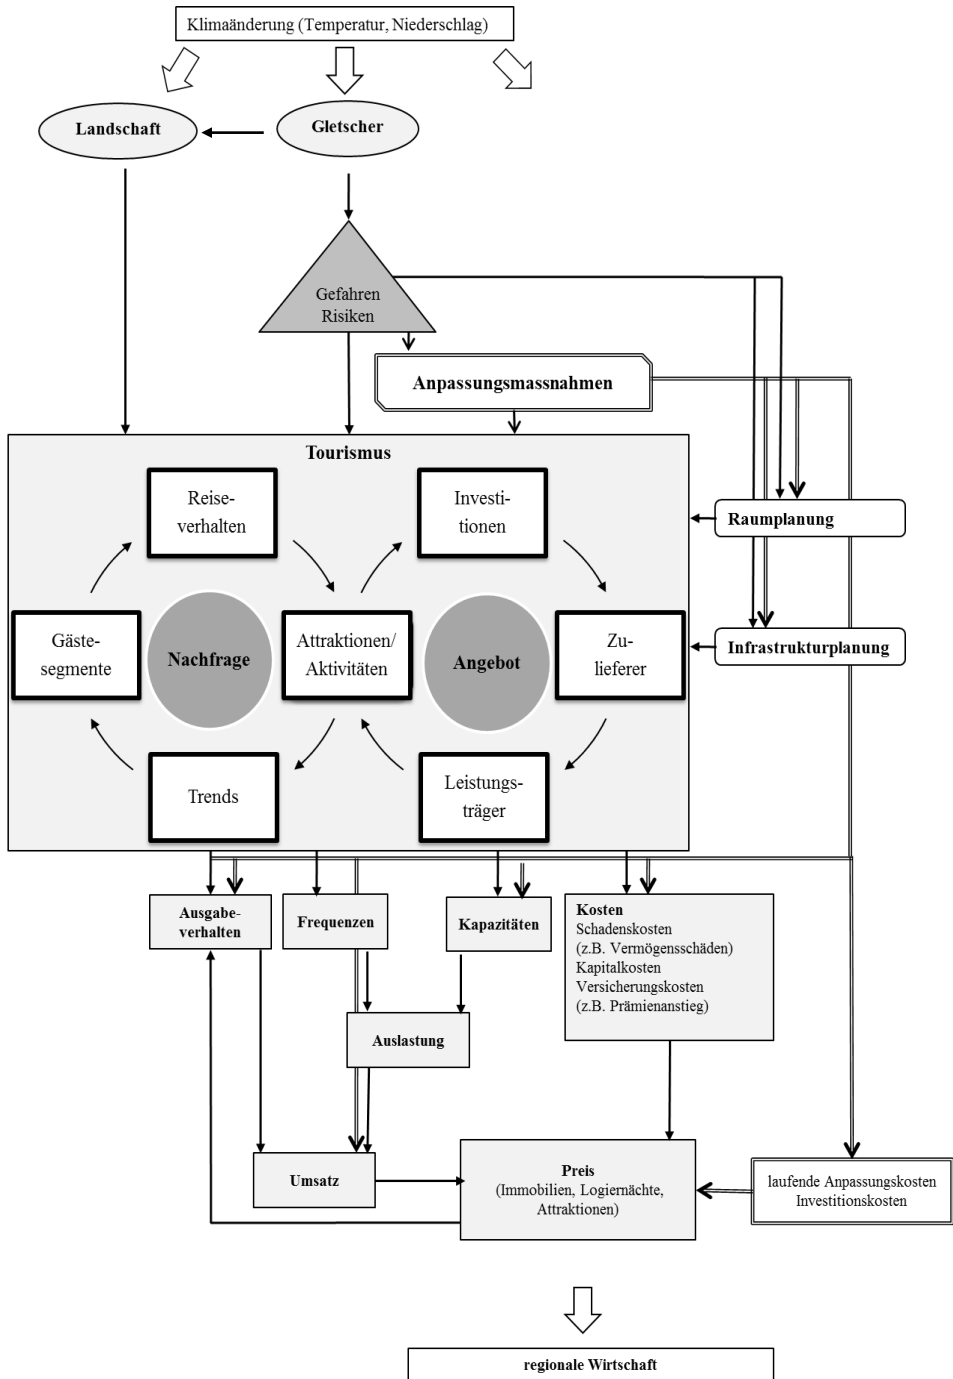 Klimaänderung (Temperatur, Niederschlag)
Landschaft
Gletscher
Gefahren
Risiken
Anpassungsmassnahmen
Tourismus
Reise-
verhalten
Investi-
tionen
Raumplanung
Gäste-
segmente
Nachfrage
Attraktionen/
Aktivitäten
Angebot
Zu-
lieferer
Infrastrukturplanung
Trends
Leistungs-
träger
Ausgabe-
verhalten
Frequenzen
Kapazitäten
Kosten
Schadenskosten
(z.B. Vermögensschäden)
Kapitalkosten
Versicherungskosten
(z.B. Prämienanstieg)
Auslastung
Umsatz
Preis
(Immobilien, Logiernächte,
Attraktionen)
laufende Anpassungskosten
Investitionskosten
regionale Wirtschaft